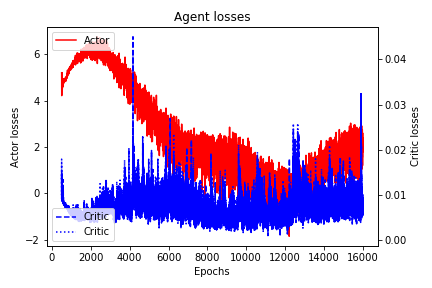 Agent losses
Actor
6
4
2
0
−2
Actor losses
0.04
0.03
0.02
0.01
0.00
Critic losses
Critic
Critic
0 2000 4000 6000 8000 10000 12000 14000 16000
Epochs